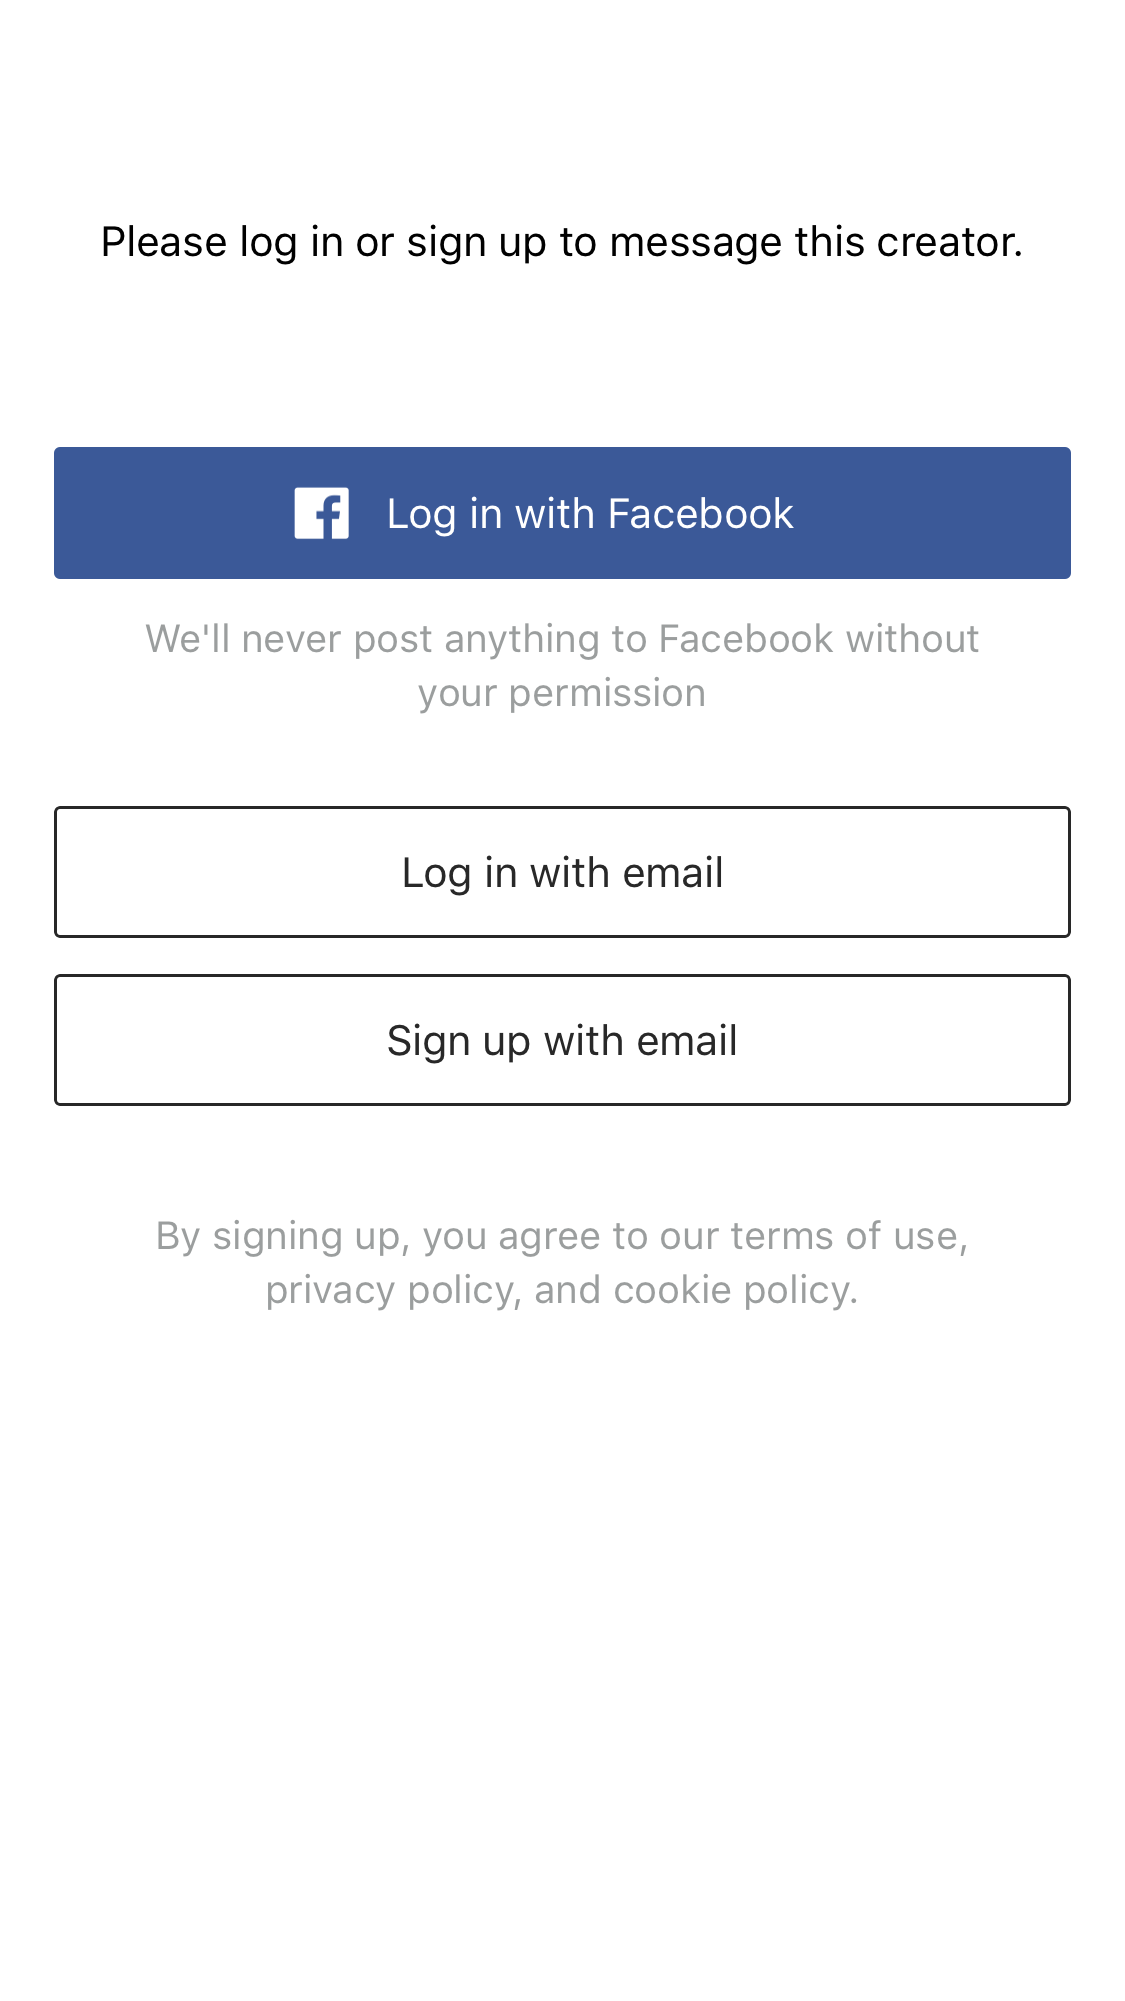 Please log in or sign up to message this creator.
Log in with Facebook
We'll never post anything to Facebook without
your permission
Log in with email
Sign up with email
By signing up, you agree to our terms of use,
privacy policy, and cookie policy.